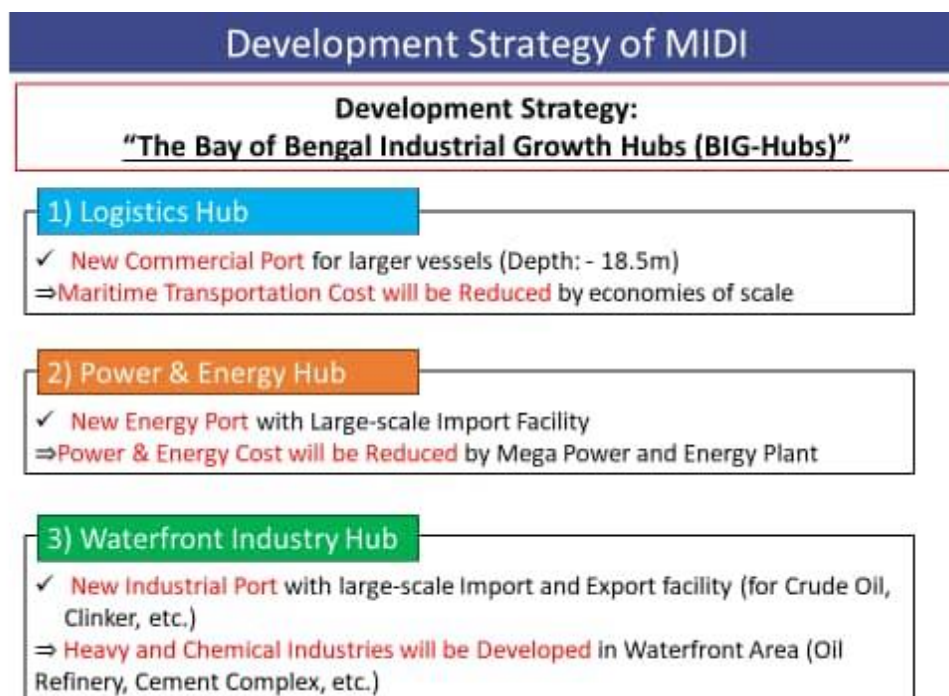 Development Strategy of MIDI
Development Strategy:
"The Bay of Bengal Industrial Growth Hubs (BIG-Hubs)"
1) Logistics Hub
✓ New Commercial Port for larger vessels (Depth: - 18.5m)
⇒Maritime Transportation Cost will be Reduced by economies of scale
2) Power & Energy Hub
✓ New Energy Port with Large-scale Import Facility
⇒Power & Energy Cost will be Reduced by Mega Power and Energy Plant
3) Waterfront Industry Hub
✓ New Industrial Port with large-scale Import and Export facility (for Crude Oil,
Clinker, etc.)
⇒ Heavy and Chemical Industries will be Developed in Waterfront Area (Oil
Refinery, Cement Complex, etc.)